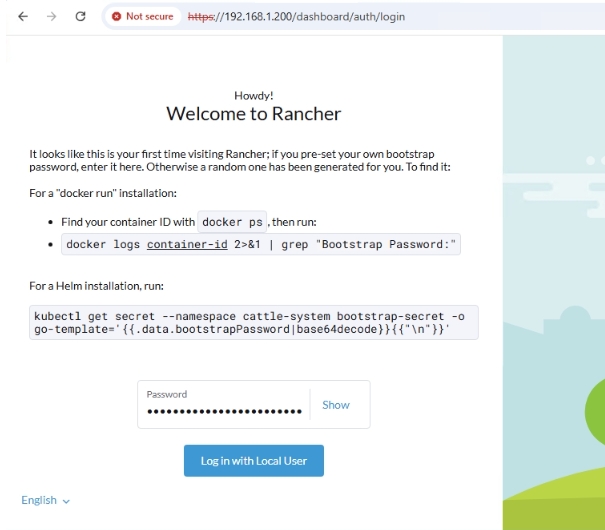 Not secure https://192.168.1.200/dashboard/auth/login
Howdy!
Welcome to Rancher
It looks like this is your first time visiting Rancher; if you pre-set your own bootstrap
password, enter it here. Otherwise a random one has been generated for you. To find it:
For a "docker run" installation:
• Find your container ID with docker ps , then run:
• docker logs container-id 2>&1 | grep "Bootstrap Password:"
For a Helm installation, run:
kubectl get secret --namespace cattle-system bootstrap-secret -o
go-template='{{.data.bootstrapPassword|base64decode}}{{"\n"}}'
Password
Show
Log in with Local User
English